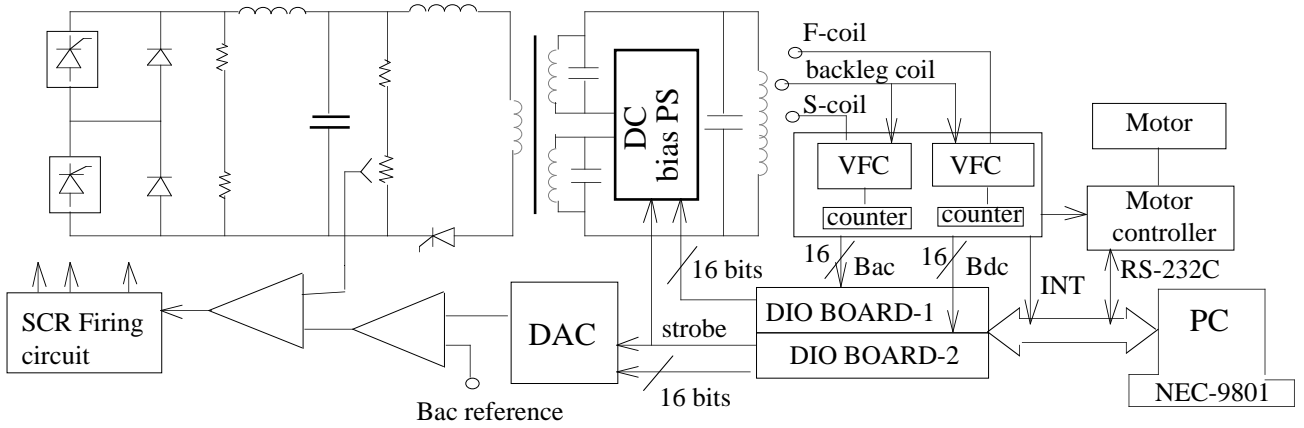 F-coil
backleg coil
S-coil
DC
bias PS
VFC
VFC
counter
counter
Motor
Motor
controller
16
Bac
16
Bdc
INT
RS-232C
16 bits
SCR Firing
circuit
DAC
strobe
DIO BOARD-1
DIO BOARD-2
PC
NEC-9801
Bac reference
16 bits